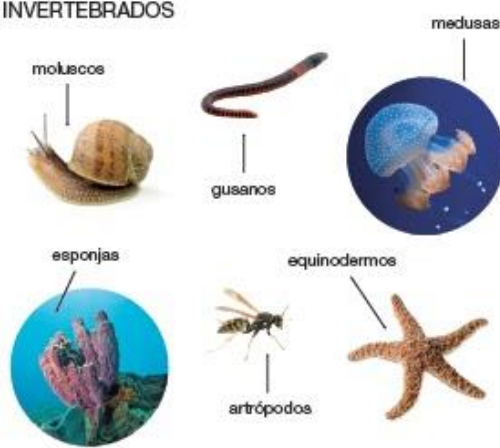 INVERTEBRADOS
medusas
moluscos
gusanos
esponjas
equinodermos
artrópodos